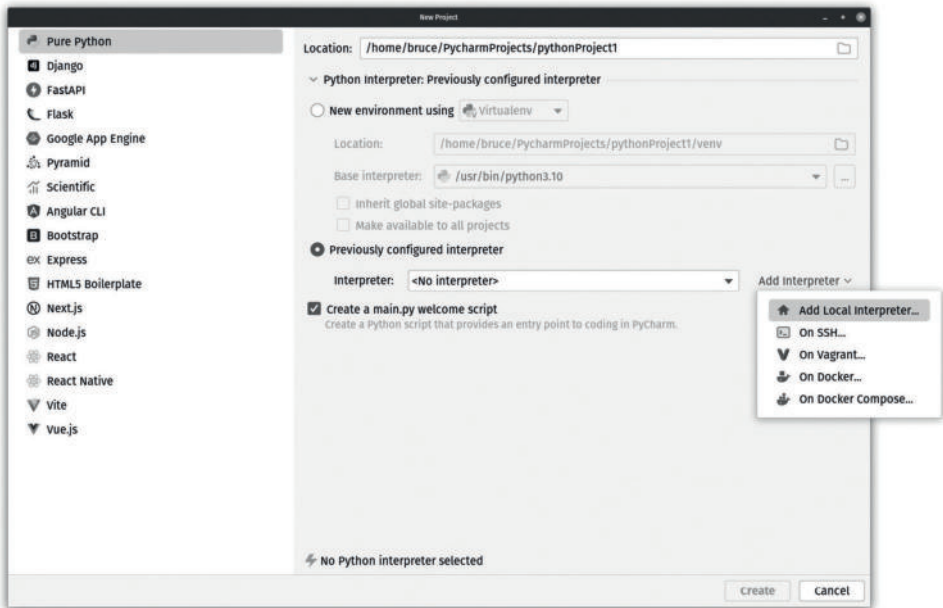 New Project
Pure Python
Django
FastAPI
Flask
Google App Engine
Pyramid
Scientific
Angular CLI
Bootstrap
ex Express
HTML5 Boilerplate
Next.js
Node.js
React
React Native
Vite
Vue.js
Location: /home/bruce/PycharmProjects/pythonProject1
Python Interpreter: Previously configured interpreter
New environment using Virtualenv
Location: /home/bruce/PycharmProjects/pythonProject1/venv
Base interpreter: /usr/bin/python3.10 ...
Inherit global site-packages
Make available to all projects
Previously configured interpreter
Interpreter: <No interpreter> Add Interpreter
Add Local Interpreter...
On SSH...
On Vagrant...
On Docker...
On Docker Compose...
Create a main.py welcome script
Create a Python script that provides an entry point to coding in PyCharm.
No Python interpreter selected
Create Cancel